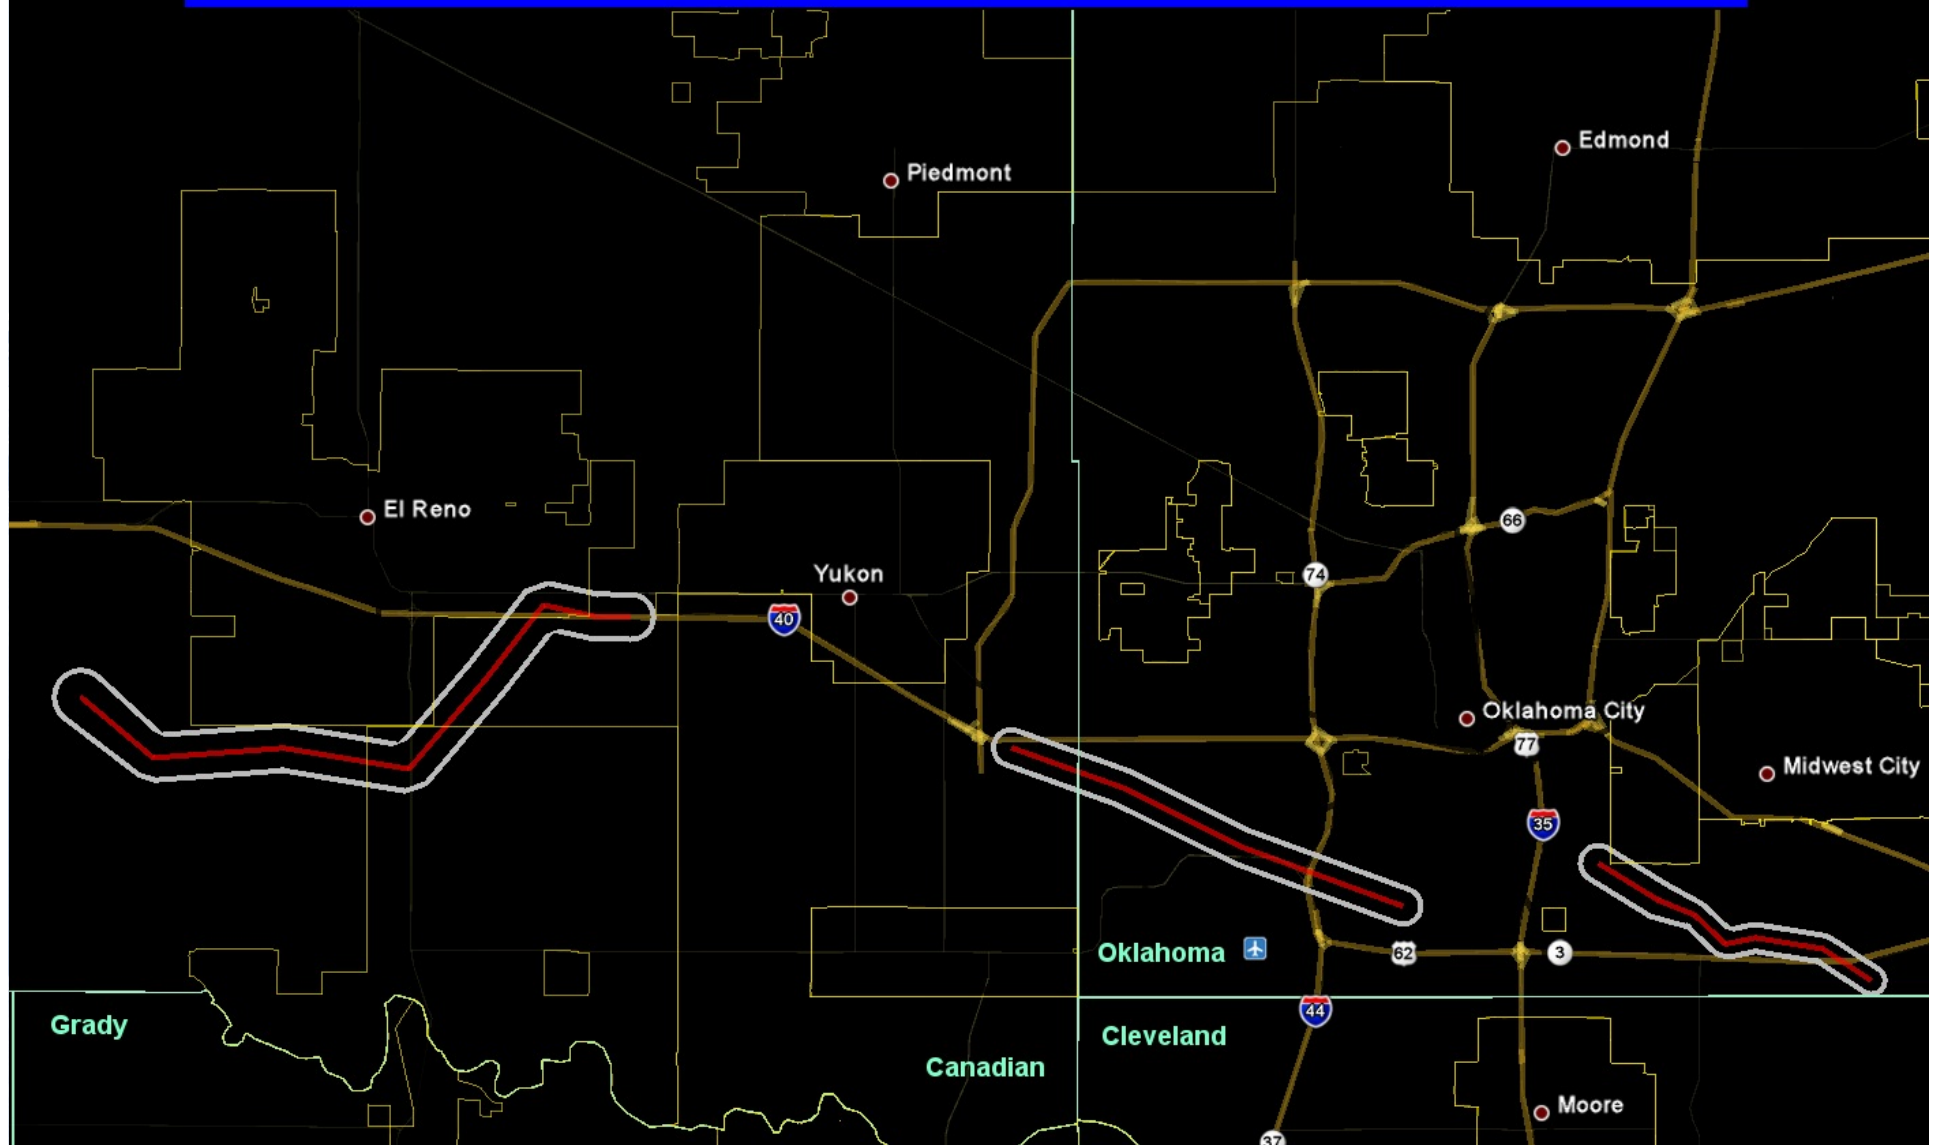 Edmond
Piedmont
El Reno
66
Yukon
74
40
Oklahoma City
77
Midwest City
35
Oklahoma
62
3
44
Grady
Cleveland
Canadian
Moore
37